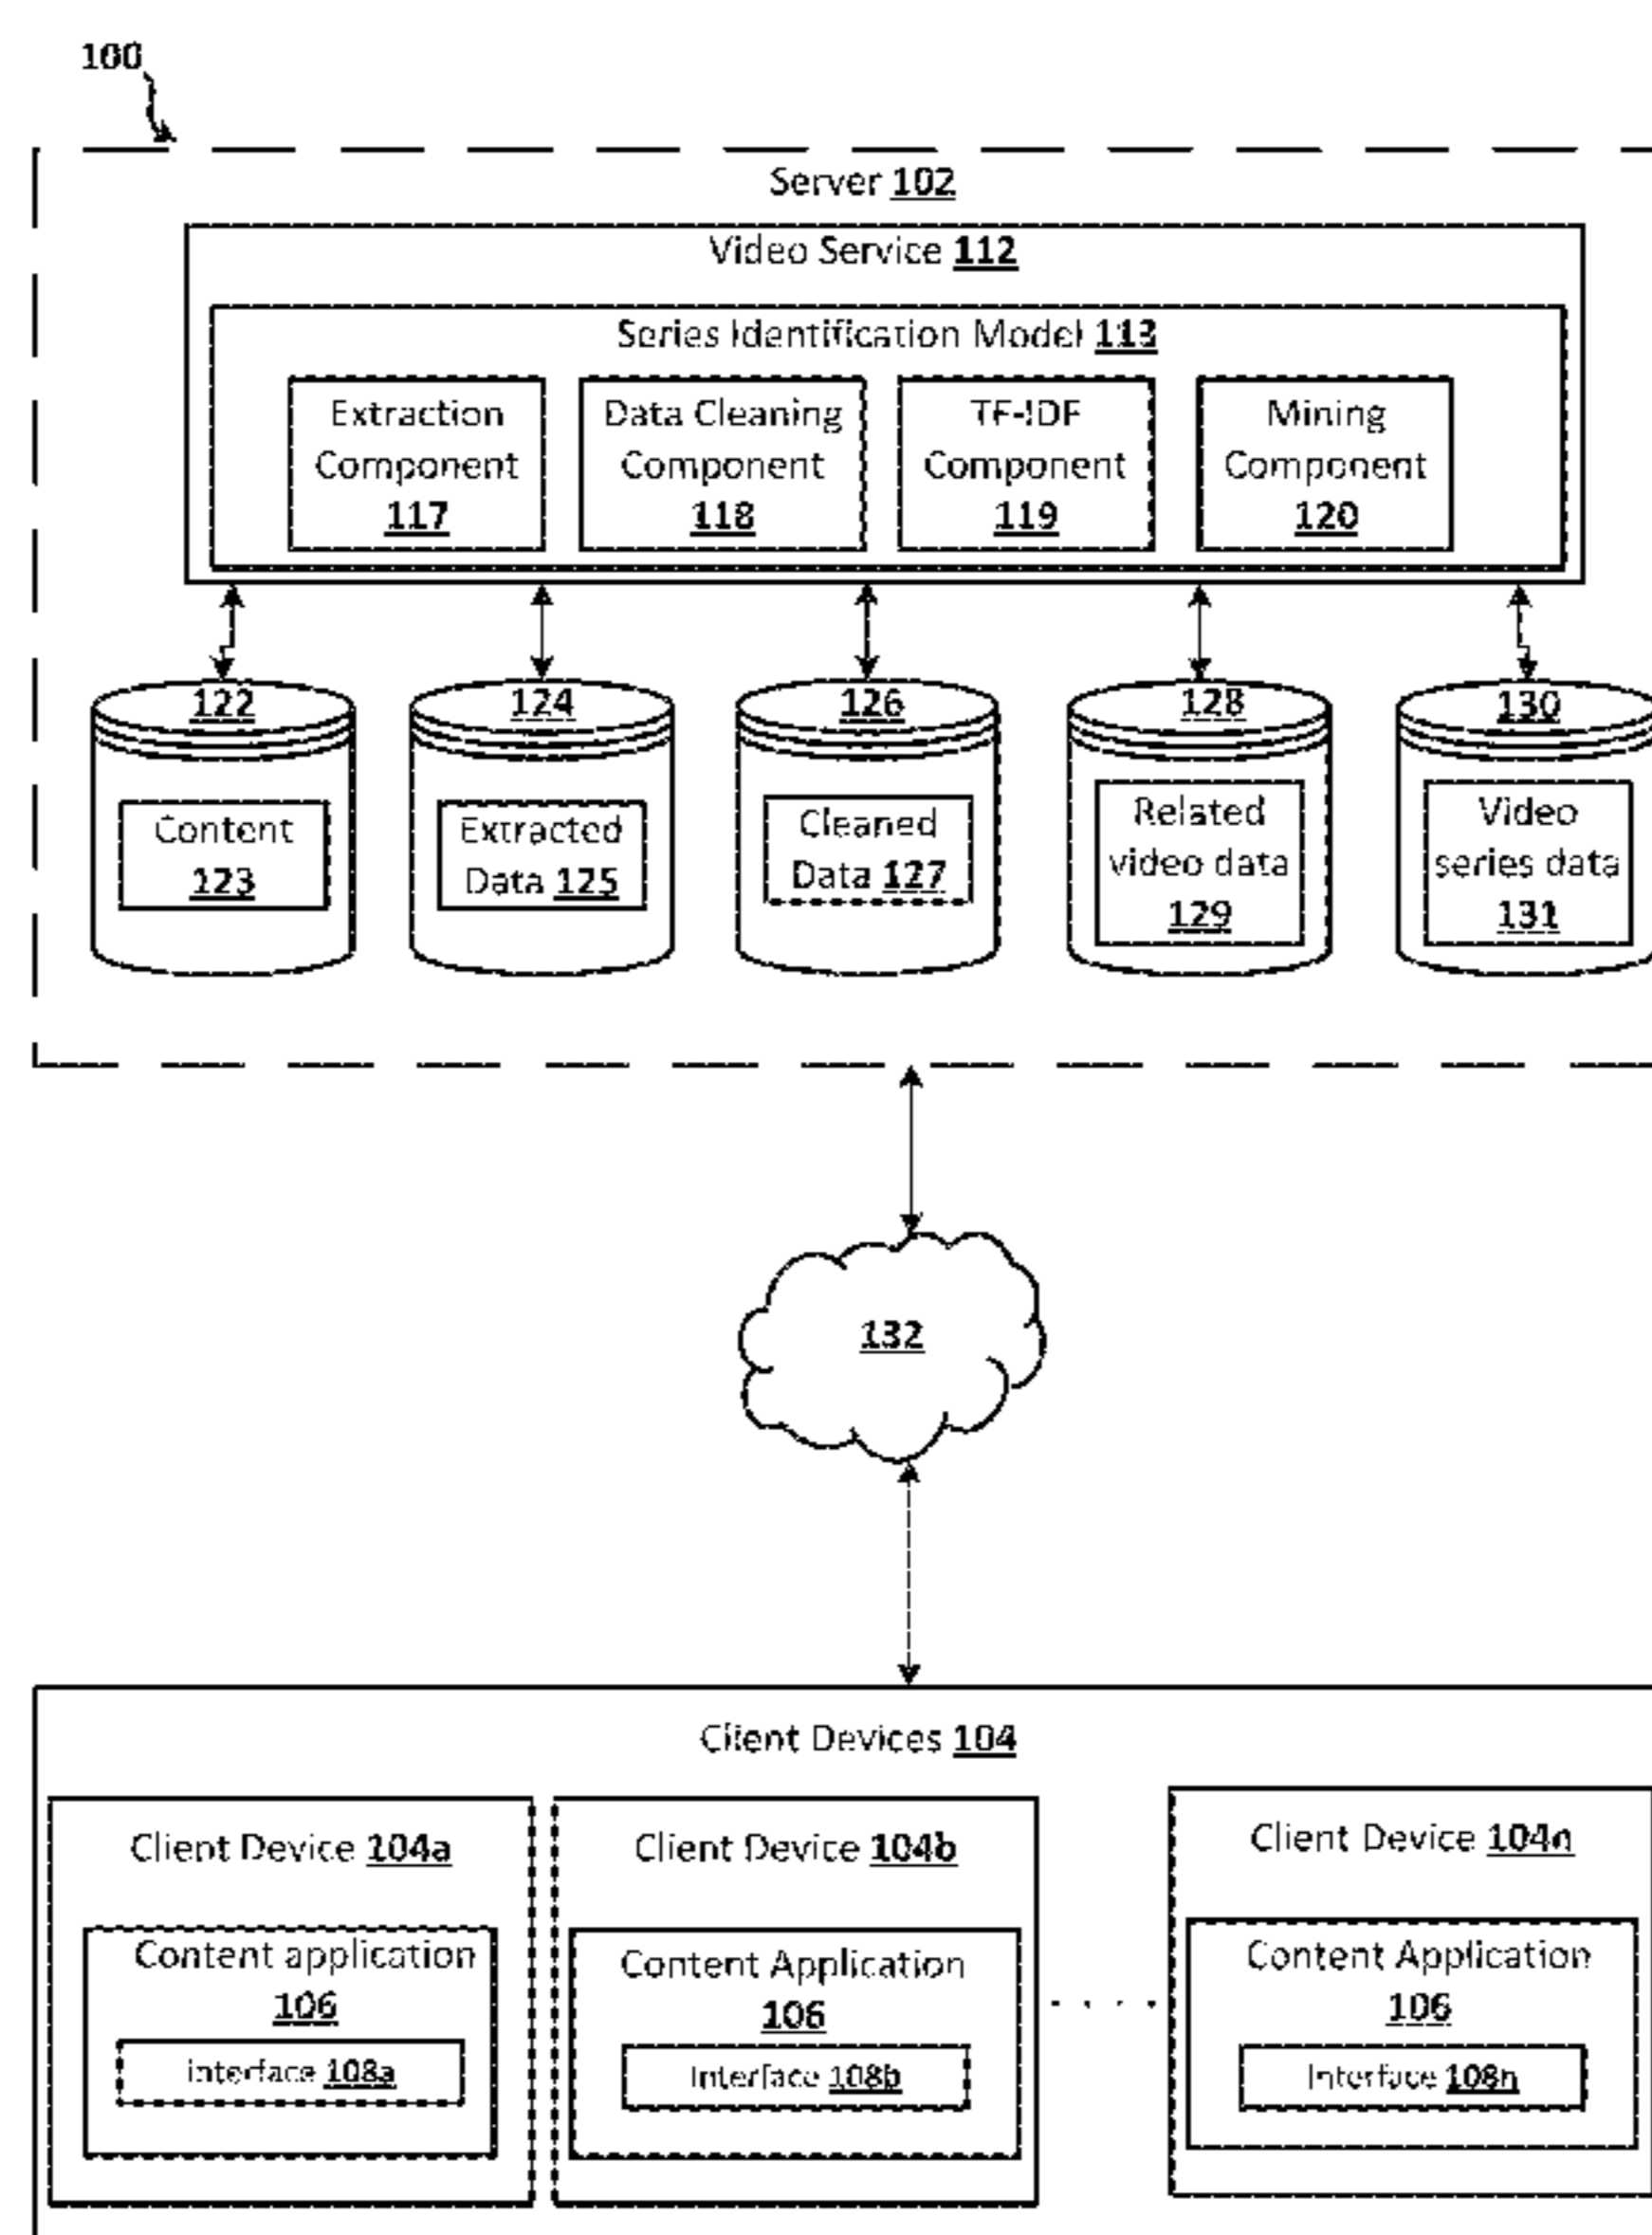 100
Server 102
Video Service 112
Series Identification Model 113
Extraction
Component
117
Data Cleaning
Component
118
TF-IDF
Component
119
Mining
Component
120
122
124
126
128
130
Content
123
Extracted
Data 125
Cleaned
Data 127
Related
video data
129
Video
series data
131
132
Client Devices 104
Client Device 104a
Content application
106
interface 108a
Client Device 104b
Content Application
106
Interface 108b
. . . .
Client Device 104n
Content Application
106
Interface 108n